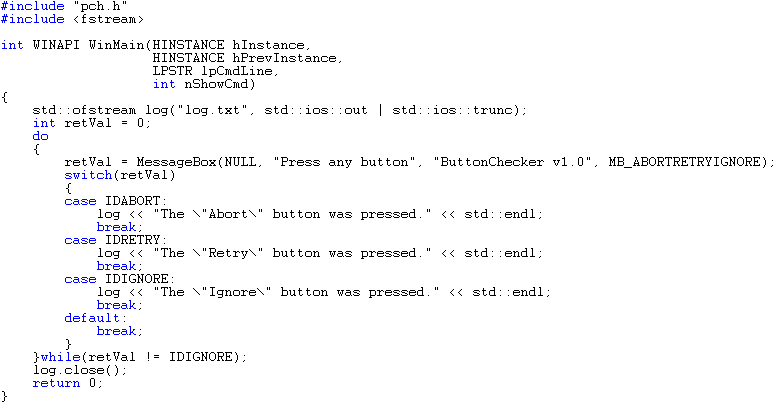 #include "pch.h"
#include <fstream>

int WINAPI WinMain(HINSTANCE hInstance,
                   HINSTANCE hPrevInstance,
                   LPSTR lpCmdLine,
                   int nShowCmd)
{
    std::ofstream log("log.txt", std::ios::out | std::ios::trunc);
    int retVal = 0;
    do
    {
        retVal = MessageBox(NULL, "Press any button", "ButtonChecker v1.0", MB_ABORTRETRYIGNORE);
        switch(retVal)
        {
        case IDABORT:
            log << "The \"Abort\" button was pressed." << std::endl;
            break;
        case IDRETRY:
            log << "The \"Retry\" button was pressed." << std::endl;
            break;
        case IDIGNORE:
            log << "The \"Ignore\" button was pressed." << std::endl;
            break;
        default:
            break;
        }
    }while(retVal != IDIGNORE);
    log.close();
    return 0;
}